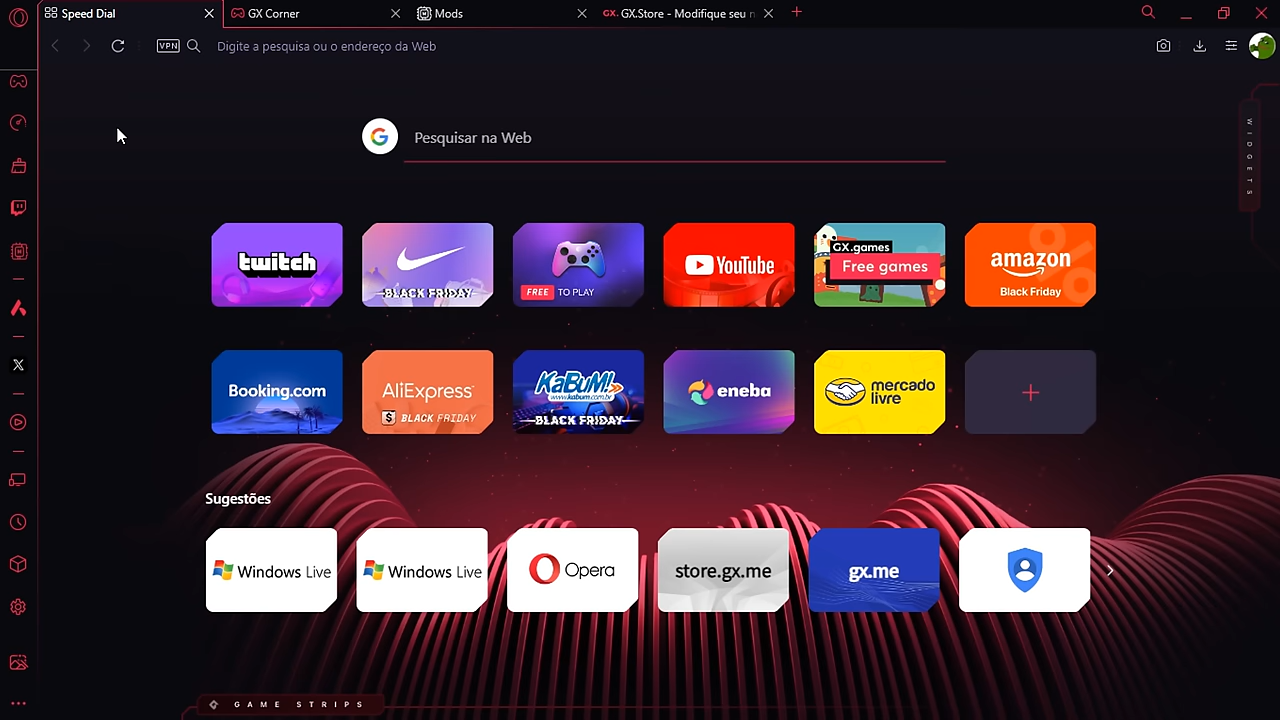 Speed Dial
GX Corner
Mods
GX. GX.Store - Modifique seu n
VPN
Digite a pesquisa ou o endereço da Web
G
Pesquisar na Web
WIDGETS
twitch
BLACK FRIDAY
FREE TO PLAY
YouTube
GX.games
Free games
amazon
Black Friday
Booking.com
AliExpress
$ BLACK FRIDAY
KaBuM!
www.kabum.com.br
BLACK FRIDAY
eneba
mercado
livre
Sugestões
Windows Live
Windows Live
Opera
store.gx.me
gx.me
GAME STRIPS